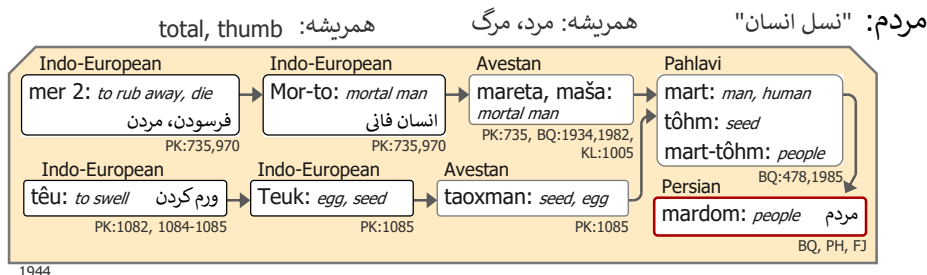 مردم: "نسل انسان" همریشه: مرد، مرگ همریشه: total, thumb
Indo-European Indo-European Avestan Pahlavi
mer 2: to rub away, die
فرسودن، مردن
PK:735,970
Mor-to: mortal man
انسان فانی
PK:735,970
mareta, maša:
mortal man
PK:735, BQ:1934,1982,
KL:1005
mart: man, human
tôhm: seed
mart-tôhm: people
BQ:478,1985
Indo-European Indo-European Avestan
têu: to swell ورم کردن
PK:1082, 1084-1085
Teuk: egg, seed
PK:1085
taoxman: seed, egg
PK:1085
Persian
mardom: people مردم
BQ, PH, FJ
1944